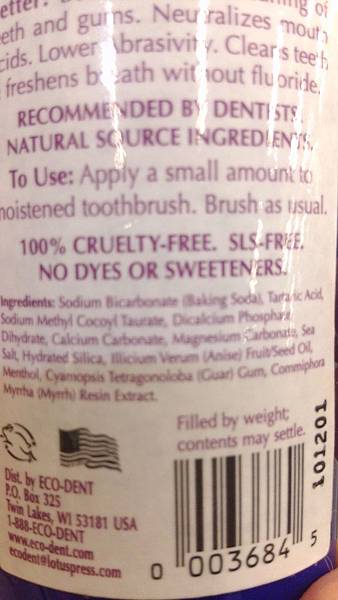 of
eth and gums. Neutralizes mouth
cids. Lower Abrasivity. Clears teeth
freshens breath without fluoride.
RECOMMENDED BY DENTISTS.
NATURAL SOURCE INGREDIENTS.
To Use: Apply a small amount to
moistened toothbrush. Brush as usual.
100% CRUELTY-FREE. SLS-FREE.
NO DYES OR SWEETENERS.
Ingredients: Sodium Bicarbonate (Baking Soda), Tartaric Acid,
Sodium Methyl Cocoyl Taurate, Dicalcium Phosphate
Dihydrate, Calcium Carbonate, Magnesium Carbonate, Sea
Salt, Hydrated Silica, Illicium Verum (Anise) Fruit/Seed Oil,
Menthol, Cyamopsis Tetragonoloba (Guar) Gum, Commiphora
Myrrha (Myrrh) Resin Extract.
Filled by weight;
contents may settle.
101201
Dist. by ECO-DENT
P.O. Box 325
Twin Lakes, WI 53181 USA
1-888-ECO-DENT
www.eco-dent.com
ecodent@lotuspress.com
0 003684 5